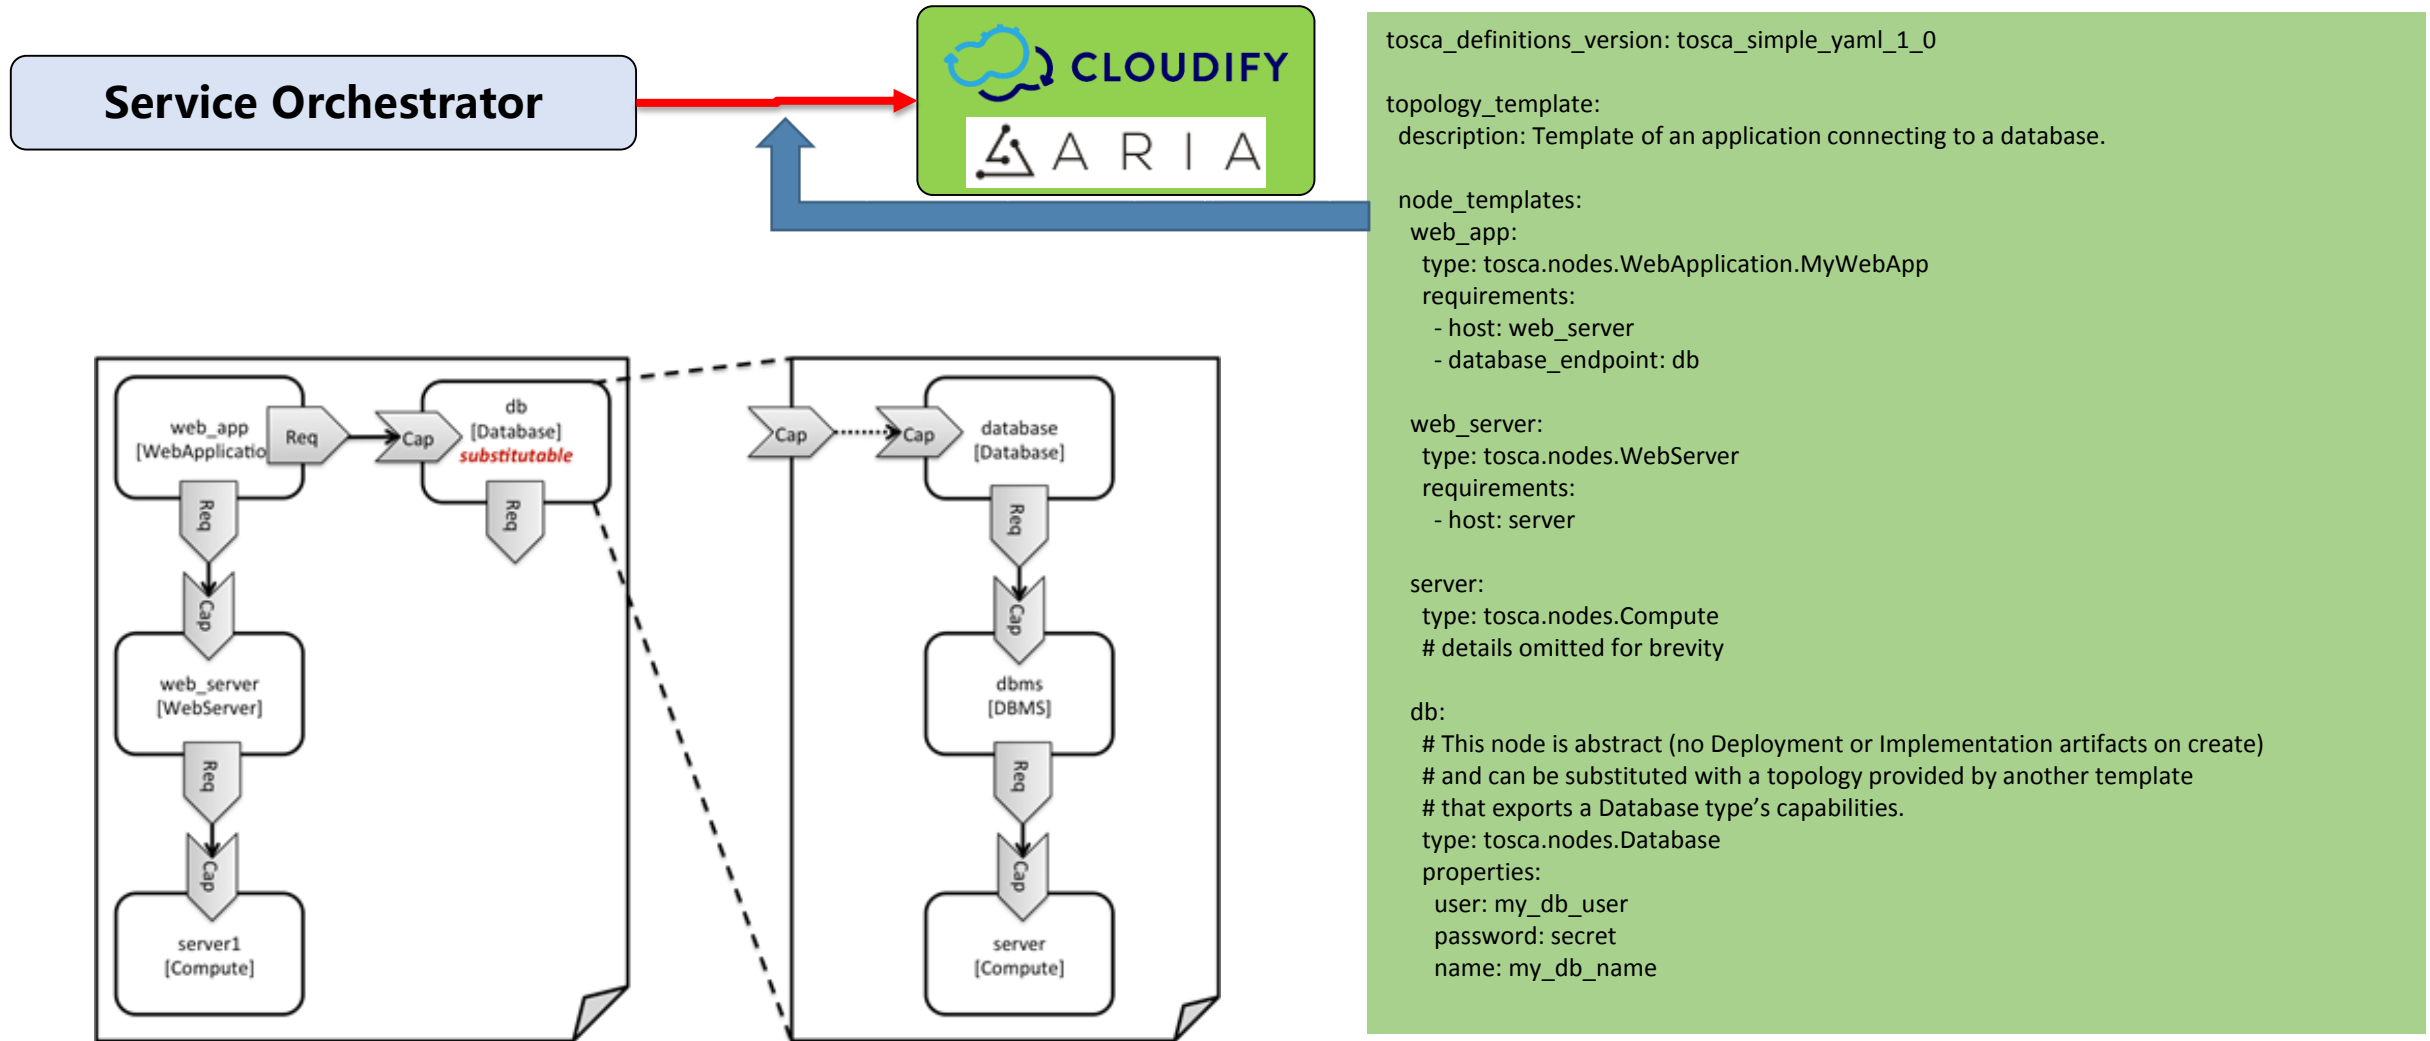 Service Orchestrator
CLOUDIFY
ARIA
tosca_definitions_version: tosca_simple_yaml_1_0
topology_template:
description: Template of an application connecting to a database.
node_templates:
web_app:
type: tosca.nodes.WebApplication.MyWebApp
requirements:
- host: web_server
- database_endpoint: db
web_server:
type: tosca.nodes.WebServer
requirements:
- host: server
server:
type: tosca.nodes.Compute
# details omitted for brevity
db:
# This node is abstract (no Deployment or Implementation artifacts on create)
# and can be substituted with a topology provided by another template
# that exports a Database type’s capabilities.
type: tosca.nodes.Database
properties:
user: my_db_user
password: secret
name: my_db_name
web_app
[WebApplicatio
Req
Cap
db
[Database]
substitutable
Req
Req
Cap
web_server
[WebServer]
Req
Cap
server1
[Compute]
Cap
Cap
database
[Database]
Req
Cap
dbms
[DBMS]
Req
Cap
server
[Compute]